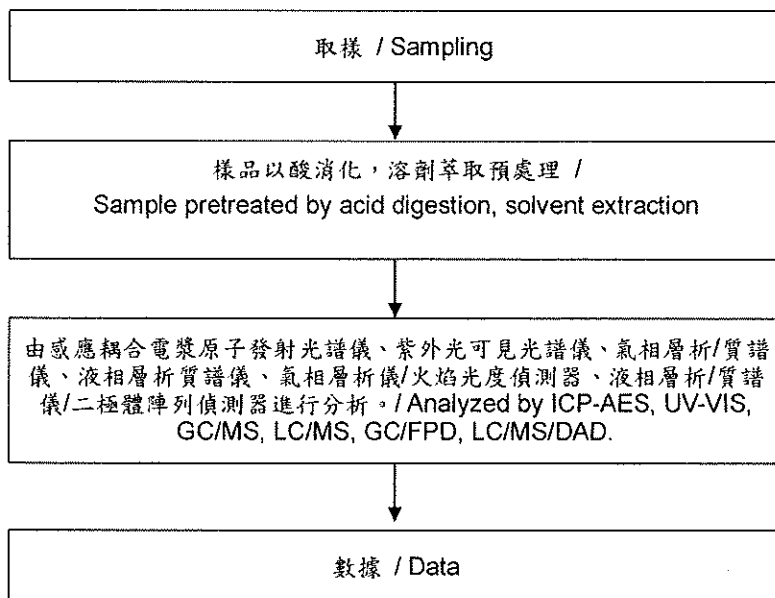 取樣 / Sampling
樣品以酸消化，溶劑萃取預處理 /
Sample pretreated by acid digestion, solvent extraction
由感應耦合電漿原子發射光譜儀、紫外光可見光譜儀、氣相層析/質譜
儀、液相層析質譜儀、氣相層析儀/火焰光度偵測器、液相層析/質譜
儀/二極體陣列偵測器進行分析。/ Analyzed by ICP-AES, UV-VIS,
GC/MS, LC/MS, GC/FPD, LC/MS/DAD.
數據 / Data